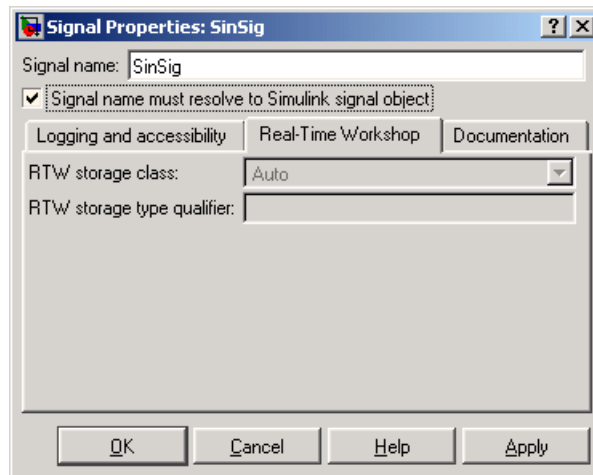 Signal Properties: SinSig
Signal name: SinSig
Signal name must resolve to Simulink signal object
Logging and accessibility Real-Time Workshop Documentation
RTW storage class: Auto
RTW storage type qualifier:
OK Cancel Help Apply